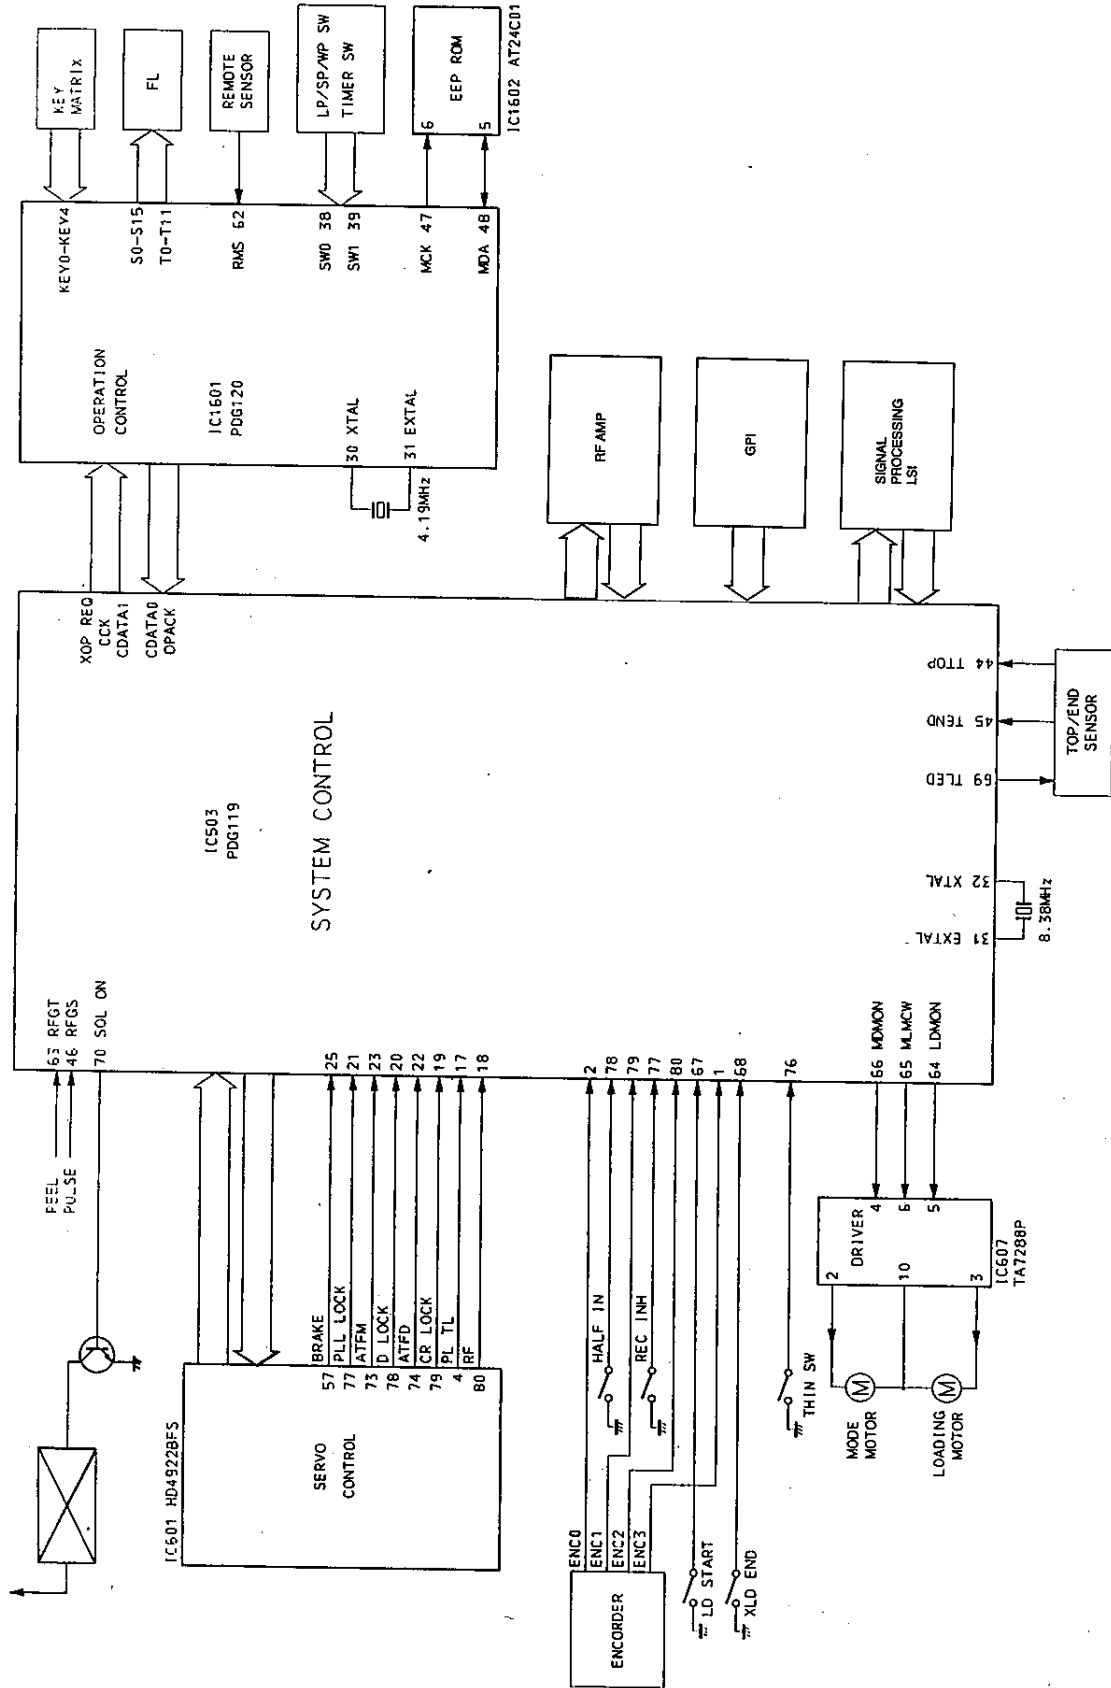 KEY
MATRIX
FL
REMOTE
SENSOR
LP/SP/WP SW
TIMER SW
EEP ROM
6
5
IC1602 AT24C01
KEY0-KEY4
S0-S15
T0-T11
RMS 62
SW0 38
SW1 39
MCK 47
MDA 48
OPERATION
CONTROL
IC1601
PDG120
30 XTAL
31 EXTAL
4.19MHz
RF AMP
GPI
SIGNAL
PROCESSING
LSI
XOP REQ
CCK
CDATA1
CDATA0
OPACK
IC503
PDG119
SYSTEM CONTROL
44 TTOP
45 TEND
69 TLED
TOP/END
SENSOR
32 XTAL
31 EXTAL
8.38MHz
63 RFGT
46 RFGS
70 SOL ON
REEL
PULSE
25
21
23
20
22
19
17
18
2
78
79
77
80
67
1
68
76
66 MDMON
65 MLMCW
64 LDMON
BRAKE
PLL LOCK
ATFM
D LOCK
ATFD
CR LOCK
PL TL
RF
57
77
73
78
74
79
4
80
IC601 HD49228FS
SERVO
CONTROL
HALF IN
REC INH
THIN SW
4
6
5
DRIVER
2
10
3
IC607
TA7288P
M
M
MODE
MOTOR
LOADING
MOTOR
ENC0
ENC1
ENC2
ENC3
ENCORDER
LD START
XLD END